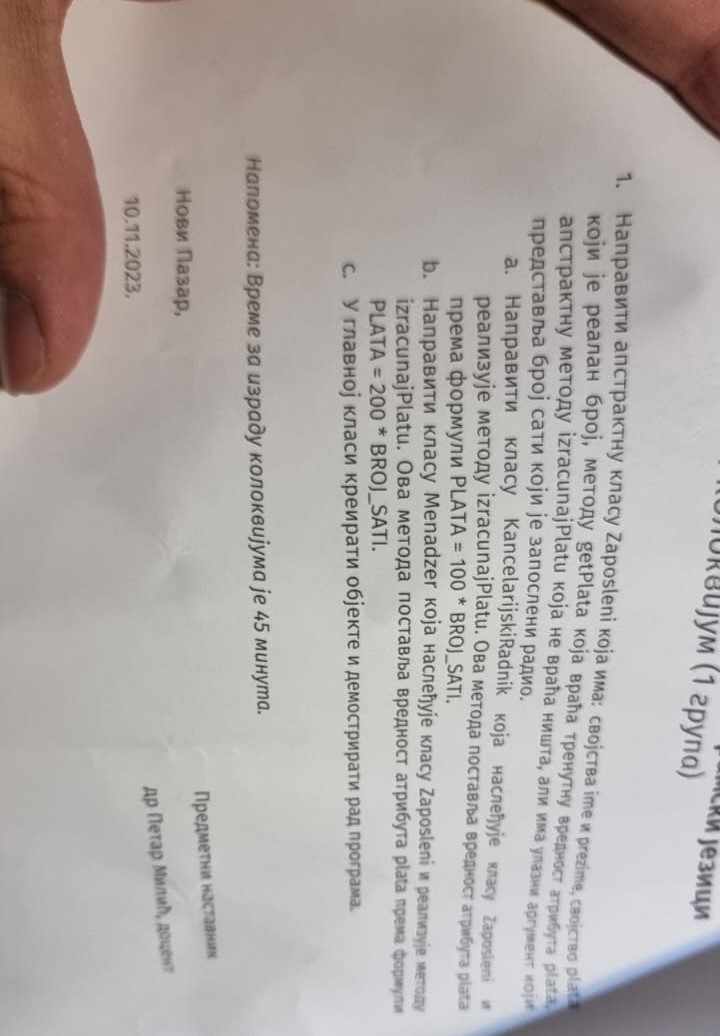 језици
колоквијум (1 група)
1. Направити апстрактну класу Zaposleni која има: својства ime и prezime, својство plata
који је реалан број, методу getPlata која враћа тренутну вредност атрибута plata,
апстрактну методу izracunajPlatu која не враћа ништа, али има улазни аргумент који
представља број сати који је запослени радио.
a. Направити класу KancelarijskiRadnik која наслеђује класу Zaposleni и
реализује методу izracunajPlatu. Ова метода поставља вредност атрибута plata
према формули PLATA = 100 * BROJ_SATI.
b. Направити класу Menadzer која наслеђује класу Zaposleni и реализује методу
izracunajPlatu. Ова метода поставља вредност атрибута plata према формули
PLATA = 200 * BROJ_SATI.
c. У главној класи креирати објекте и демострирати рад програма.
Напомена: Време за израду колоквијума је 45 минута.
Предметни наставник
Нови Пазар,
др Петар Милић, доцент
10.11.2023.